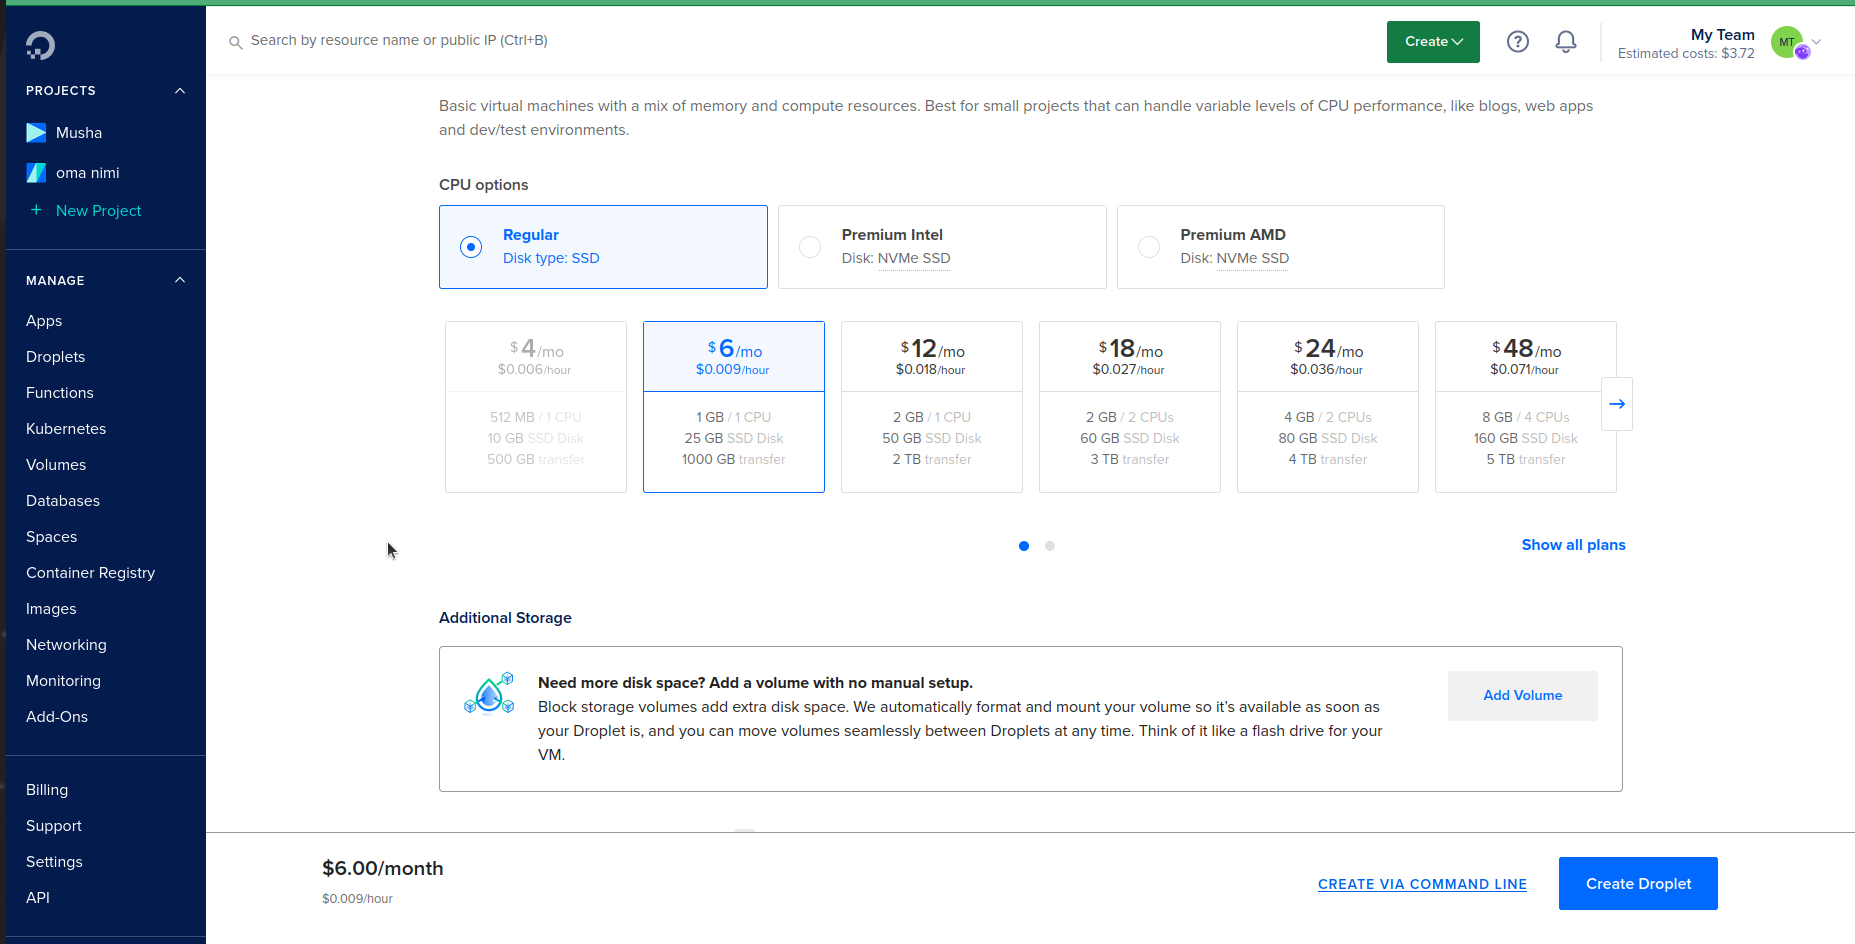 Search by resource name or public IP (Ctrl+B)
Create
?
My Team
Estimated costs: $3.72
MT
PROJECTS
Musha
oma nimi
+ New Project
MANAGE
Apps
Droplets
Functions
Kubernetes
Volumes
Databases
Spaces
Container Registry
Images
Networking
Monitoring
Add-Ons
Billing
Support
Settings
API
Basic virtual machines with a mix of memory and compute resources. Best for small projects that can handle variable levels of CPU performance, like blogs, web apps
and dev/test environments.
CPU options
Regular
Disk type: SSD
Premium Intel
Disk: NVMe SSD
Premium AMD
Disk: NVMe SSD
$4/mo
$0.006/hour
512 MB / 1 CPU
10 GB SSD Disk
500 GB transfer
$6/mo
$0.009/hour
1 GB / 1 CPU
25 GB SSD Disk
1000 GB transfer
$12/mo
$0.018/hour
2 GB / 1 CPU
50 GB SSD Disk
2 TB transfer
$18/mo
$0.027/hour
2 GB / 2 CPUs
60 GB SSD Disk
3 TB transfer
$24/mo
$0.036/hour
4 GB / 2 CPUs
80 GB SSD Disk
4 TB transfer
$48/mo
$0.071/hour
8 GB / 4 CPUs
160 GB SSD Disk
5 TB transfer
Show all plans
Additional Storage
Need more disk space? Add a volume with no manual setup.
Block storage volumes add extra disk space. We automatically format and mount your volume so it’s available as soon as
your Droplet is, and you can move volumes seamlessly between Droplets at any time. Think of it like a flash drive for your
VM.
Add Volume
$6.00/month
$0.009/hour
CREATE VIA COMMAND LINE
Create Droplet